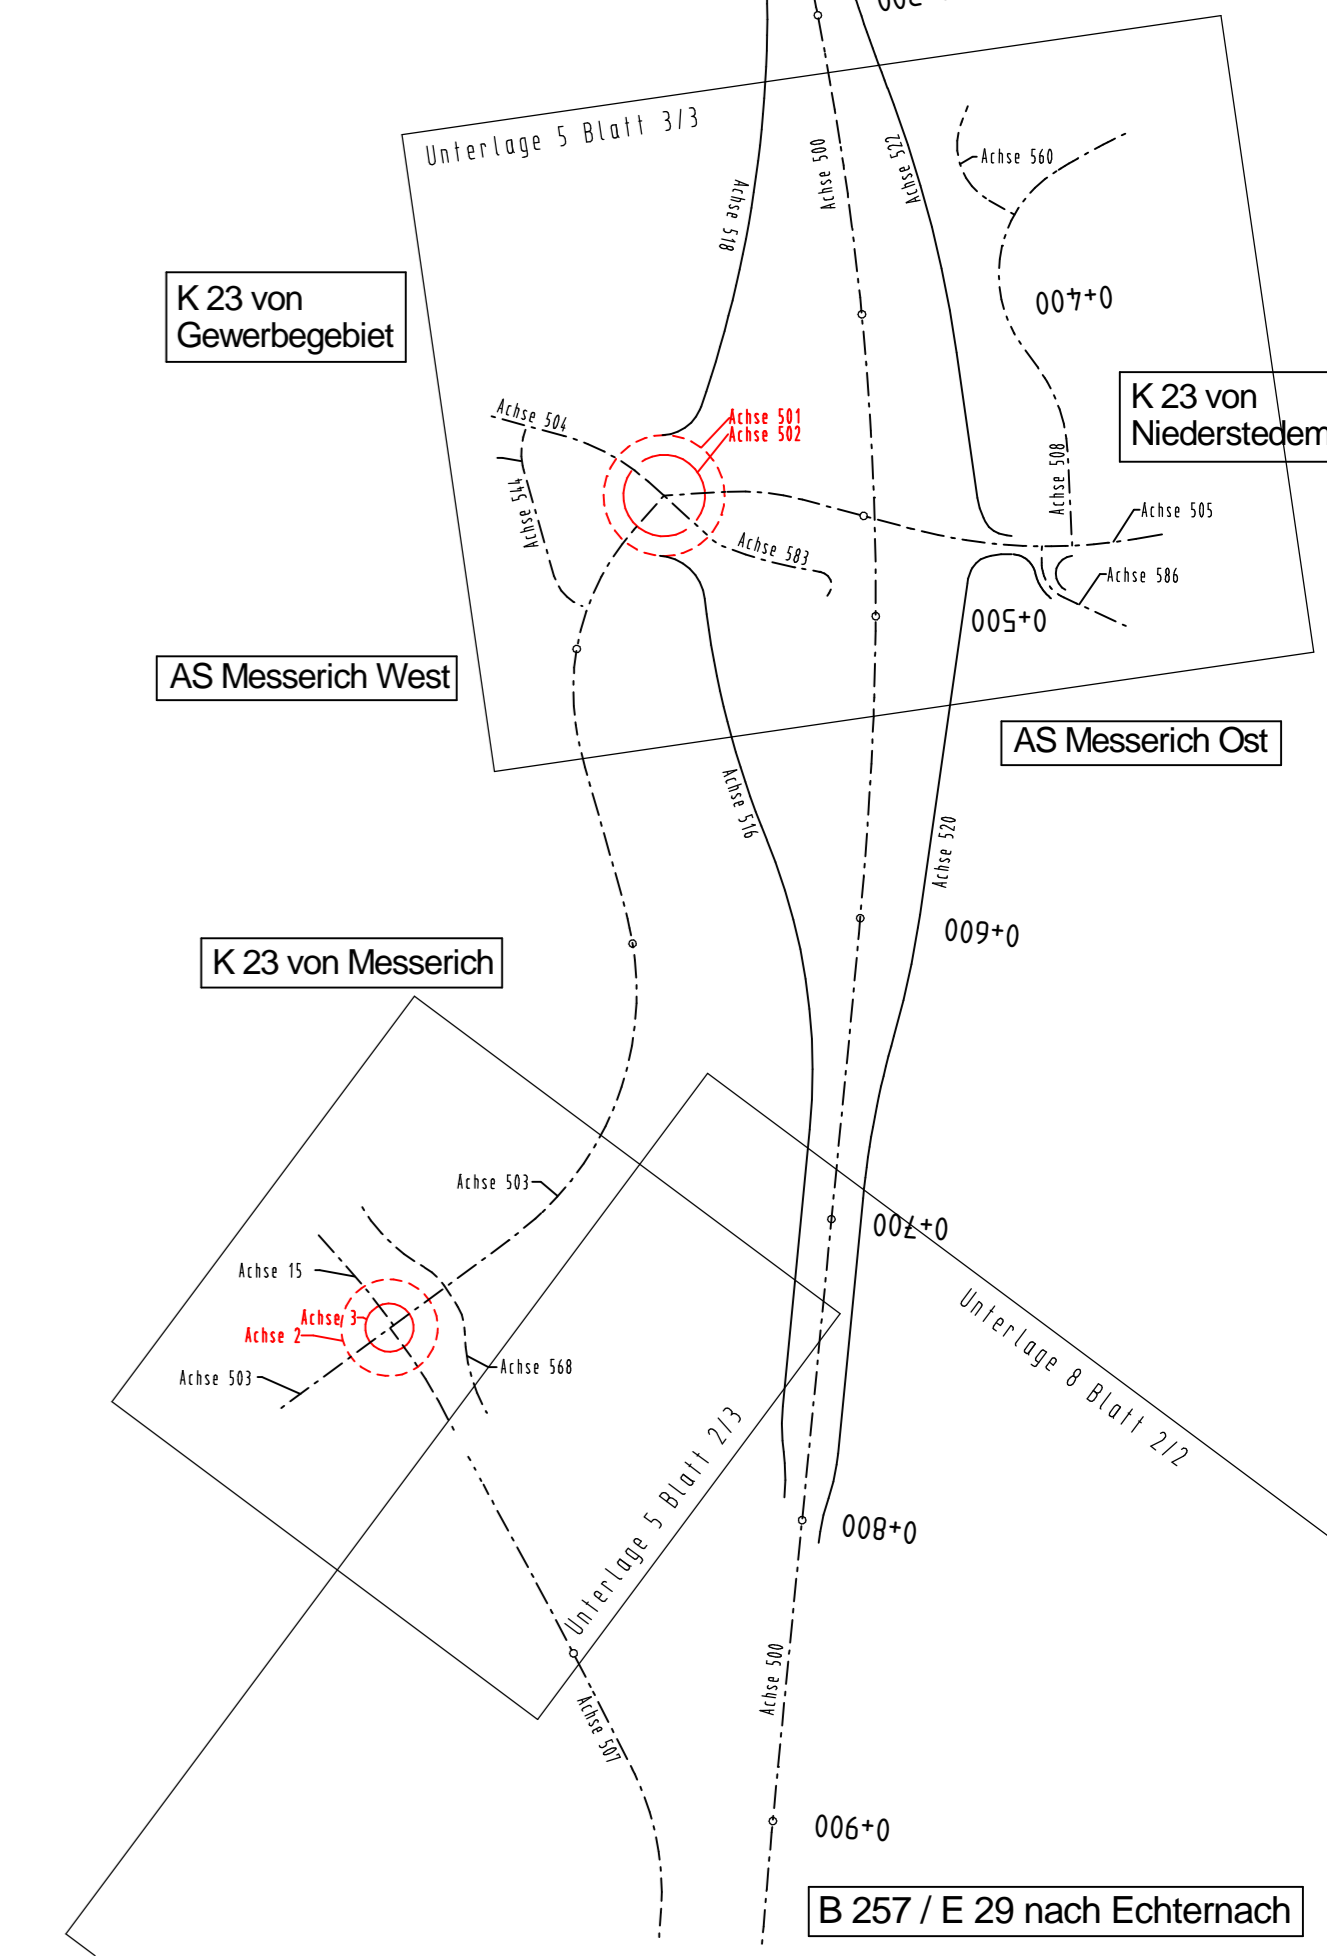 Unterlage 5 Blatt 3/3
Achse 518
Achse 500
Achse 522
Achse 560
0+400
K 23 von
Gewerbegebiet
K 23 von
Niederstedem
Achse 504
Achse 501
Achse 502
Achse 508
Achse 544
Achse 505
Achse 583
Achse 586
0+500
AS Messerich West
AS Messerich Ost
Achse 516
Achse 520
0+600
K 23 von Messerich
Achse 503
0+700
Achse 15
Achse 3
Achse 2
Achse 503
Achse 568
Unterlage 8 Blatt 2/2
Unterlage 5 Blatt 2/3
0+800
Achse 500
Achse 507
0+900
B 257 / E 29 nach Echternach